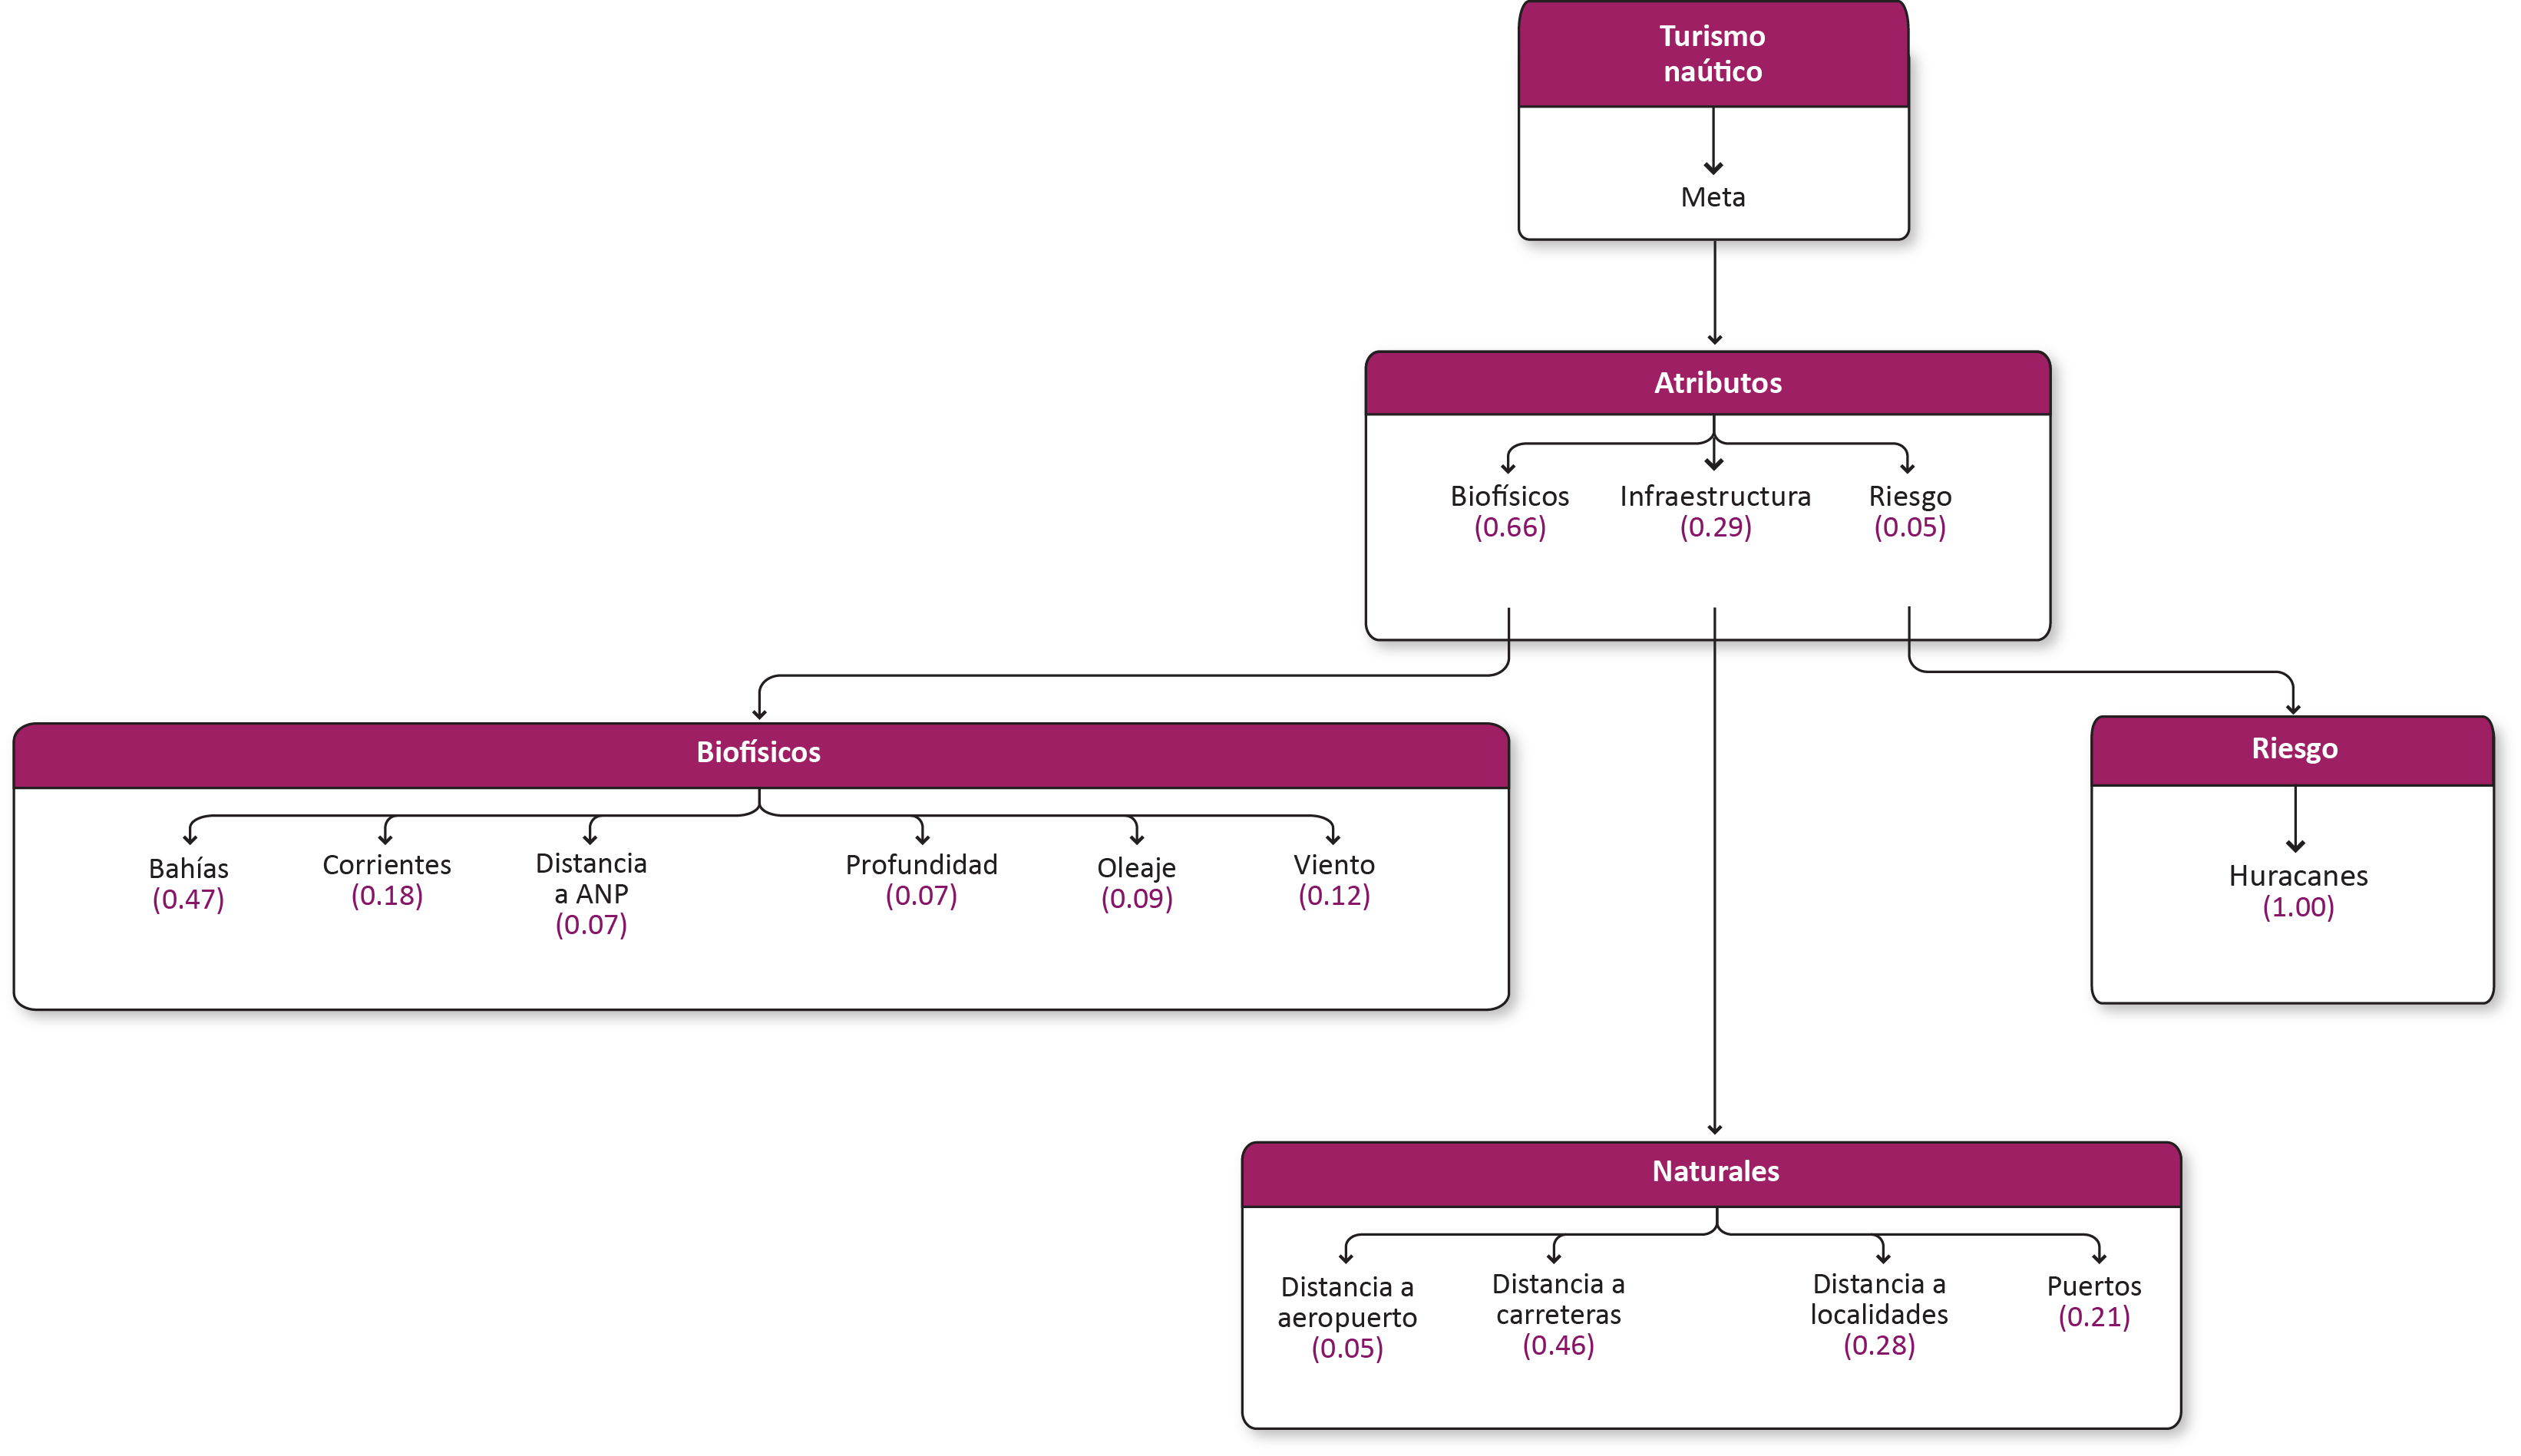 Turismo
naútico
Meta
Atributos
Biofísicos
(0.66)
Infraestructura
(0.29)
Riesgo
(0.05)
Biofísicos
Bahías
(0.47)
Corrientes
(0.18)
Distancia
a ANP
(0.07)
Profundidad
(0.07)
Oleaje
(0.09)
Viento
(0.12)
Riesgo
Huracanes
(1.00)
Naturales
Distancia a
aeropuerto
(0.05)
Distancia a
carreteras
(0.46)
Distancia a
localidades
(0.28)
Puertos
(0.21)